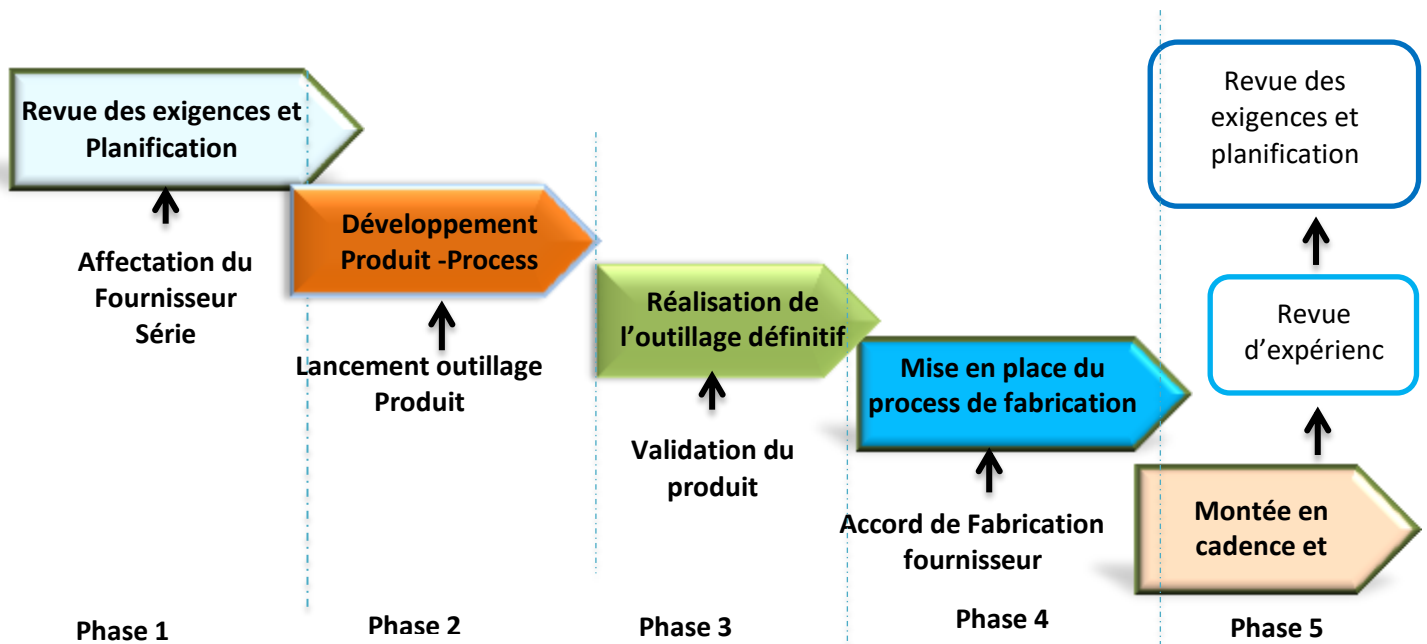 Revue des exigences et
Planification
Affectation du
Fournisseur
Série
Développement
Produit -Process
Lancement outillage
Produit
Réalisation de
l’outillage définitif
Validation du
produit
Mise en place du
process de fabrication
Accord de Fabrication
fournisseur
Revue des
exigences et
planification
Revue
d’expérienc
Montée en
cadence et
Phase 1
Phase 2
Phase 3
Phase 4
Phase 5